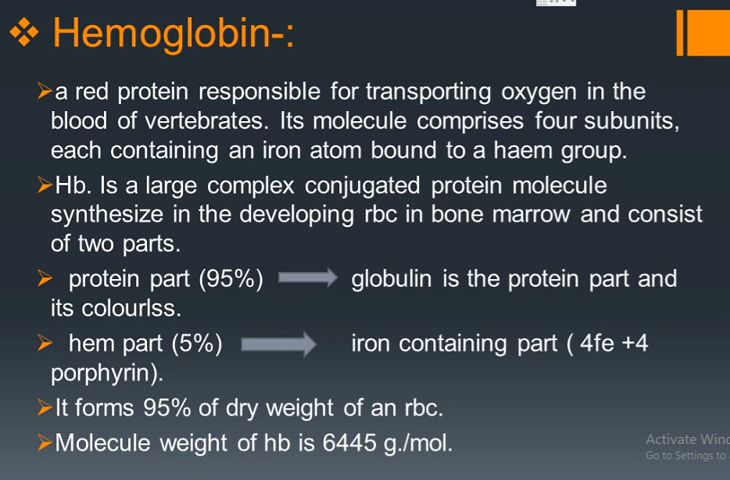 ❖ Hemoglobin-:
➢a red protein responsible for transporting oxygen in the
blood of vertebrates. Its molecule comprises four subunits,
each containing an iron atom bound to a haem group.
➢Hb. Is a large complex conjugated protein molecule
synthesize in the developing rbc in bone marrow and consist
of two parts.
➢ protein part (95%) → globulin is the protein part and
its colourlss.
➢ hem part (5%) → iron containing part ( 4fe +4
porphyrin).
➢It forms 95% of dry weight of an rbc.
➢Molecule weight of hb is 6445 g./mol.
Activate Wind
Go to Settings to